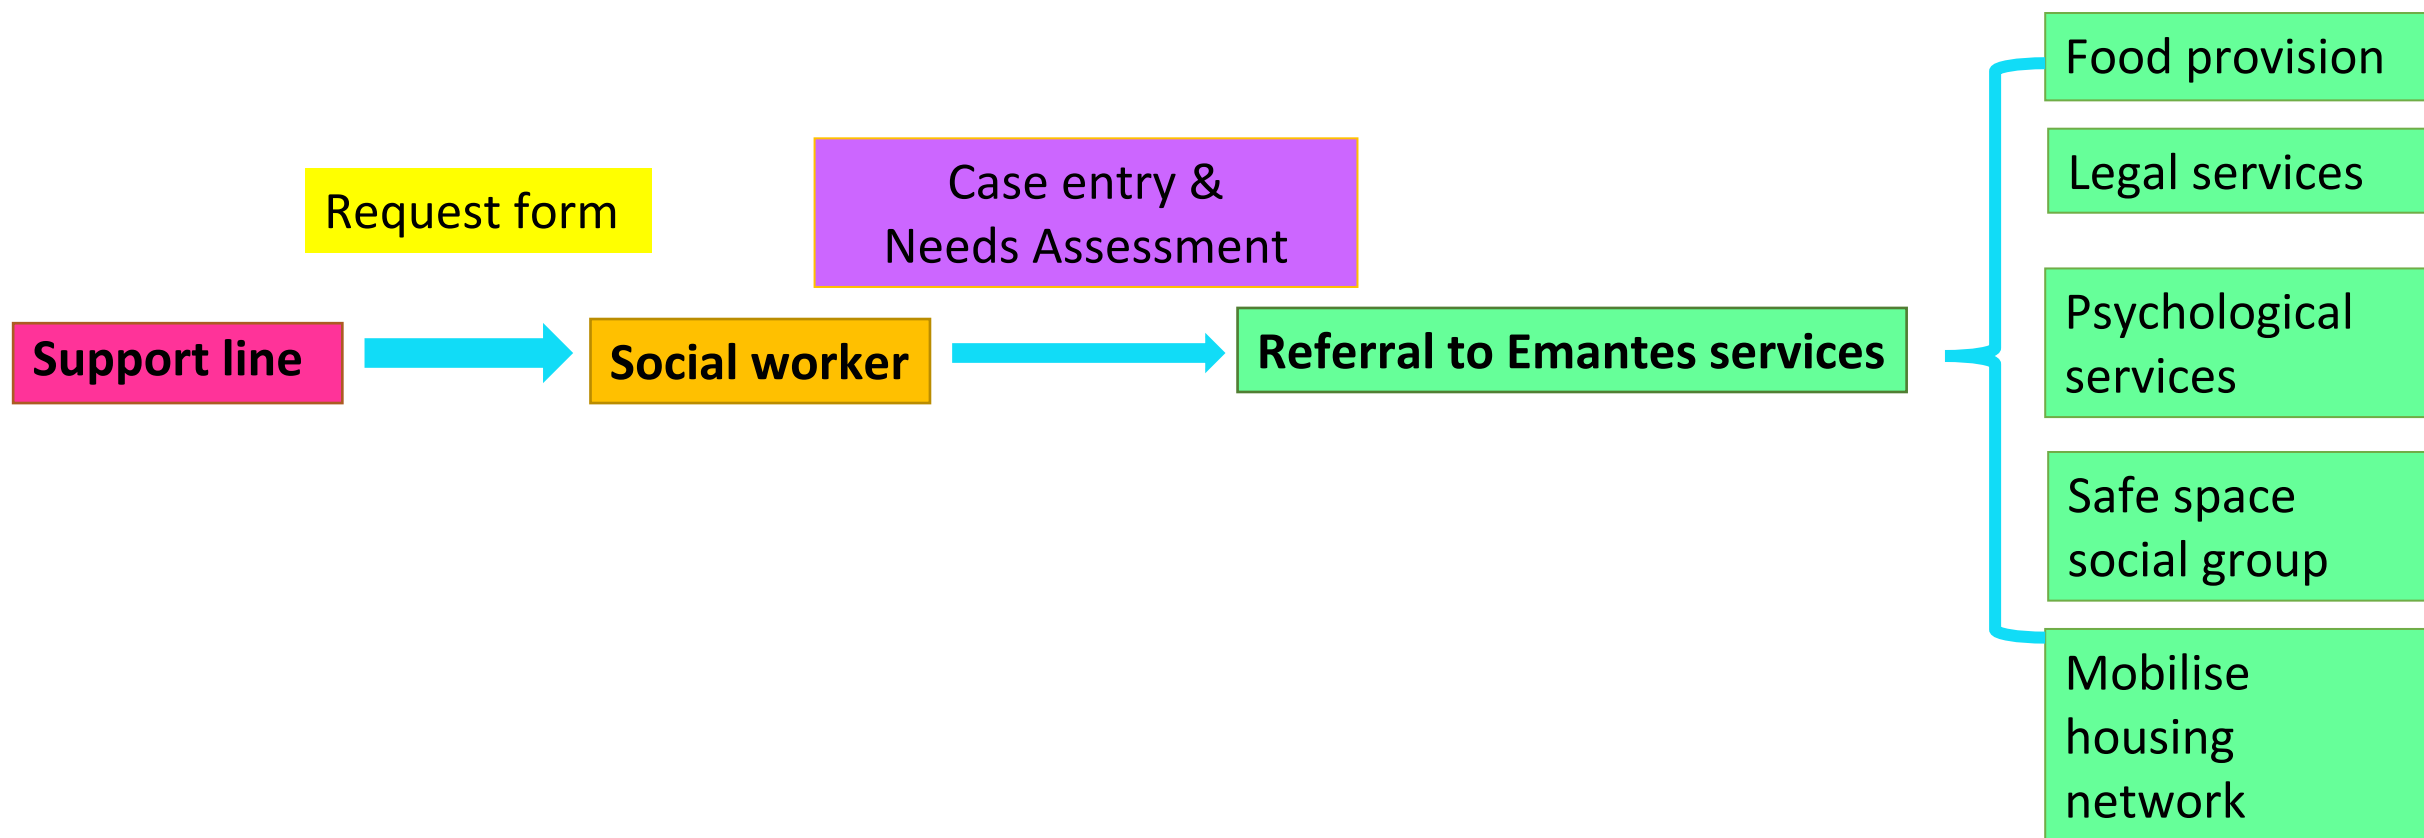 Support line
Request form
Social worker
Case entry &
Needs Assessment
Referral to Emantes services
Food provision
Legal services
Psychological
services
Safe space
social group
Mobilise
housing
network